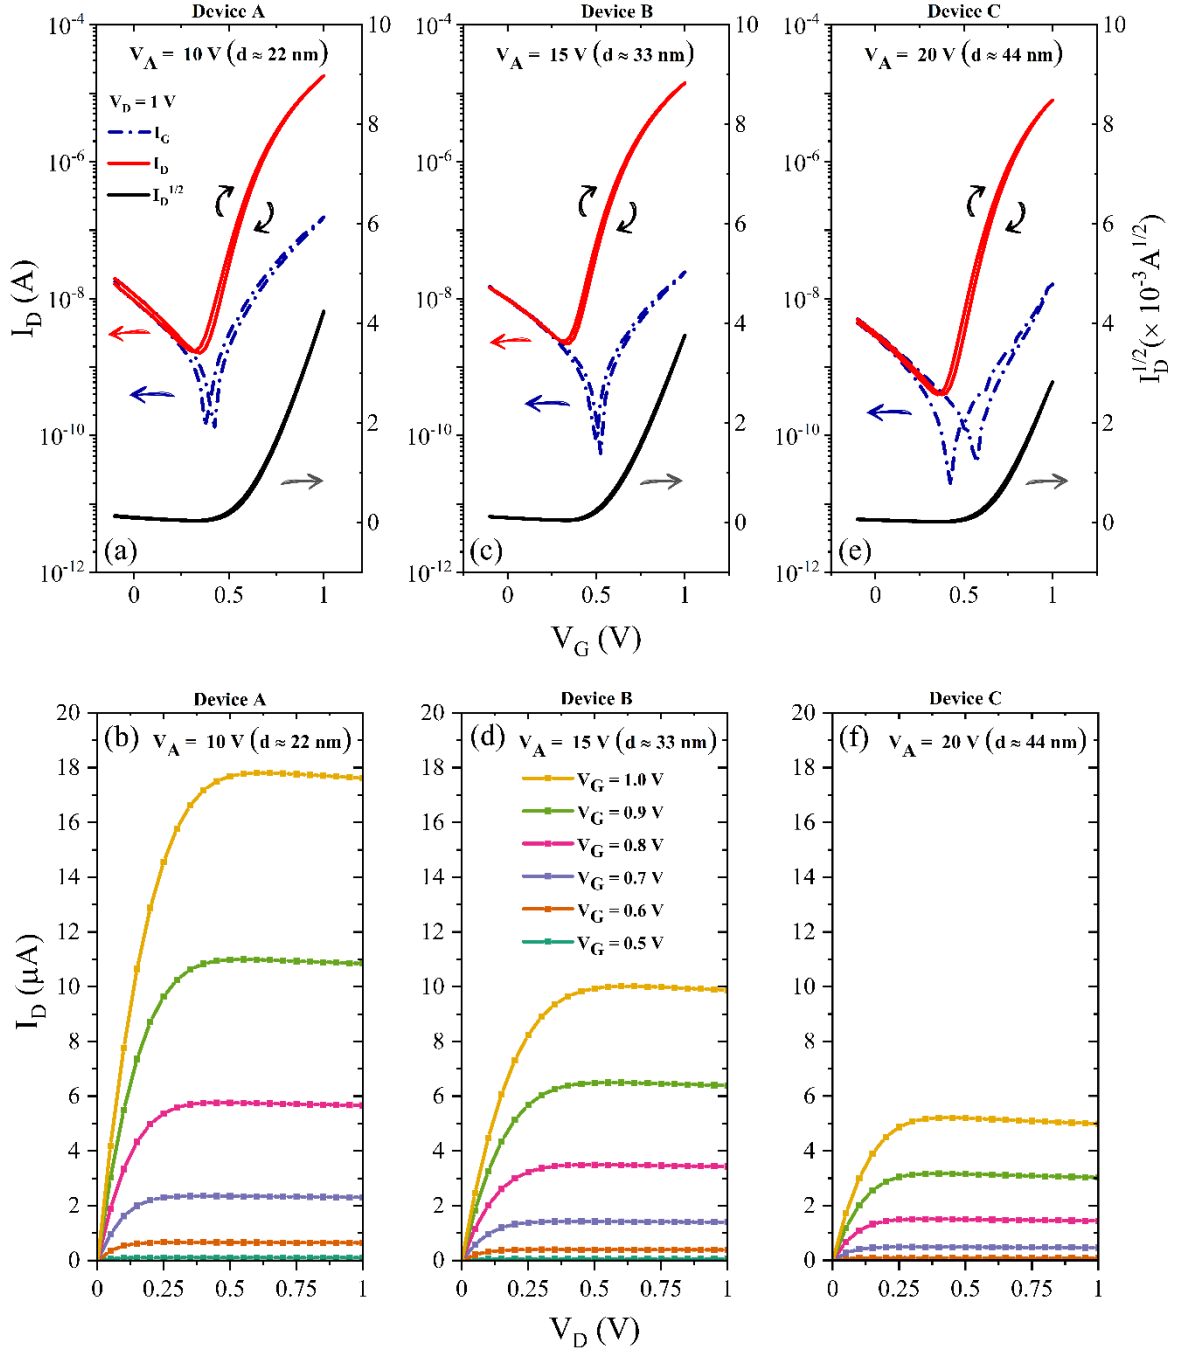 Device A
Device B
Device C
V_A = 10 V (d ≈ 22 nm)
V_A = 15 V (d ≈ 33 nm)
V_A = 20 V (d ≈ 44 nm)
V_D = 1 V
I_G
I_D
I_D^1/2
10^-4
10^-6
10^-8
10^-10
10^-12
I_D (A)
10
8
6
4
2
0
(a)
0
0.5
1
10^-4
10^-6
10^-8
10^-10
10^-12
10
8
6
4
2
0
(c)
0
0.5
1
10^-4
10^-6
10^-8
10^-10
10^-12
10
8
6
4
2
0
I_D^1/2 (× 10^-3 A^1/2)
(e)
0
0.5
1
V_G (V)
Device A
Device B
Device C
(b)
V_A = 10 V (d ≈ 22 nm)
(d)
V_A = 15 V (d ≈ 33 nm)
(f)
V_A = 20 V (d ≈ 44 nm)
V_G = 1.0 V
V_G = 0.9 V
V_G = 0.8 V
V_G = 0.7 V
V_G = 0.6 V
V_G = 0.5 V
I_D (μA)
20
18
16
14
12
10
8
6
4
2
0
0
0.25
0.5
0.75
1
20
18
16
14
12
10
8
6
4
2
0
0
0.25
0.5
0.75
1
20
18
16
14
12
10
8
6
4
2
0
0
0.25
0.5
0.75
1
V_D (V)